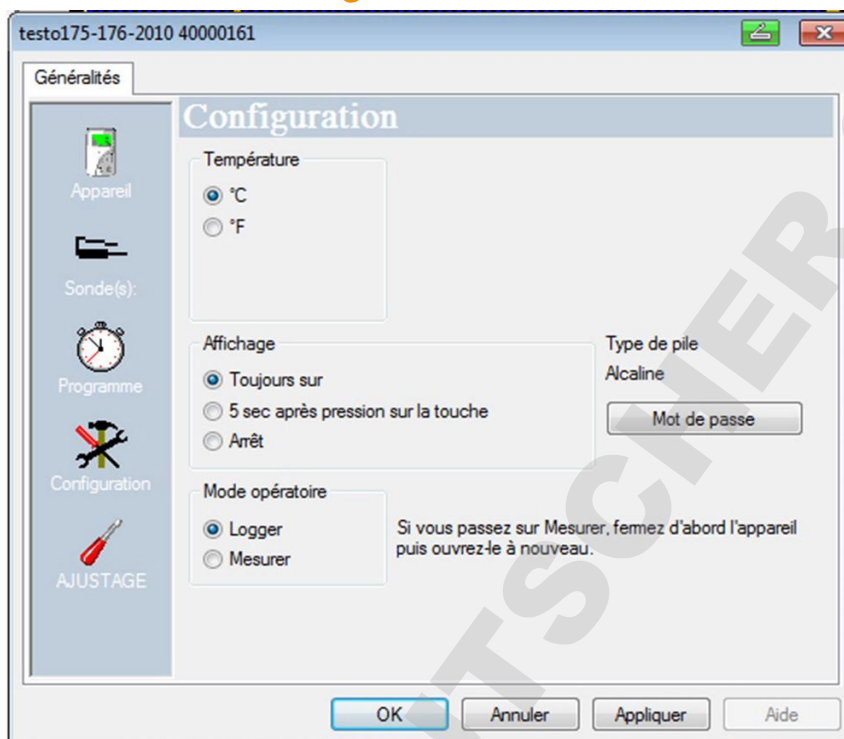 testo175-176-2010 40000161
Généralités
Configuration
Appareil
Sonde(s):
Programme
Configuration
AJUSTAGE
Température
°C
°F
Affichage
Toujours sur
5 sec après pression sur la touche
Arrêt
Type de pile
Alcaline
Mot de passe
Mode opératoire
Logger
Mesurer
Si vous passez sur Mesurer, fermez d'abord l'appareil
puis ouvrez-le à nouveau.
OK
Annuler
Appliquer
Aide